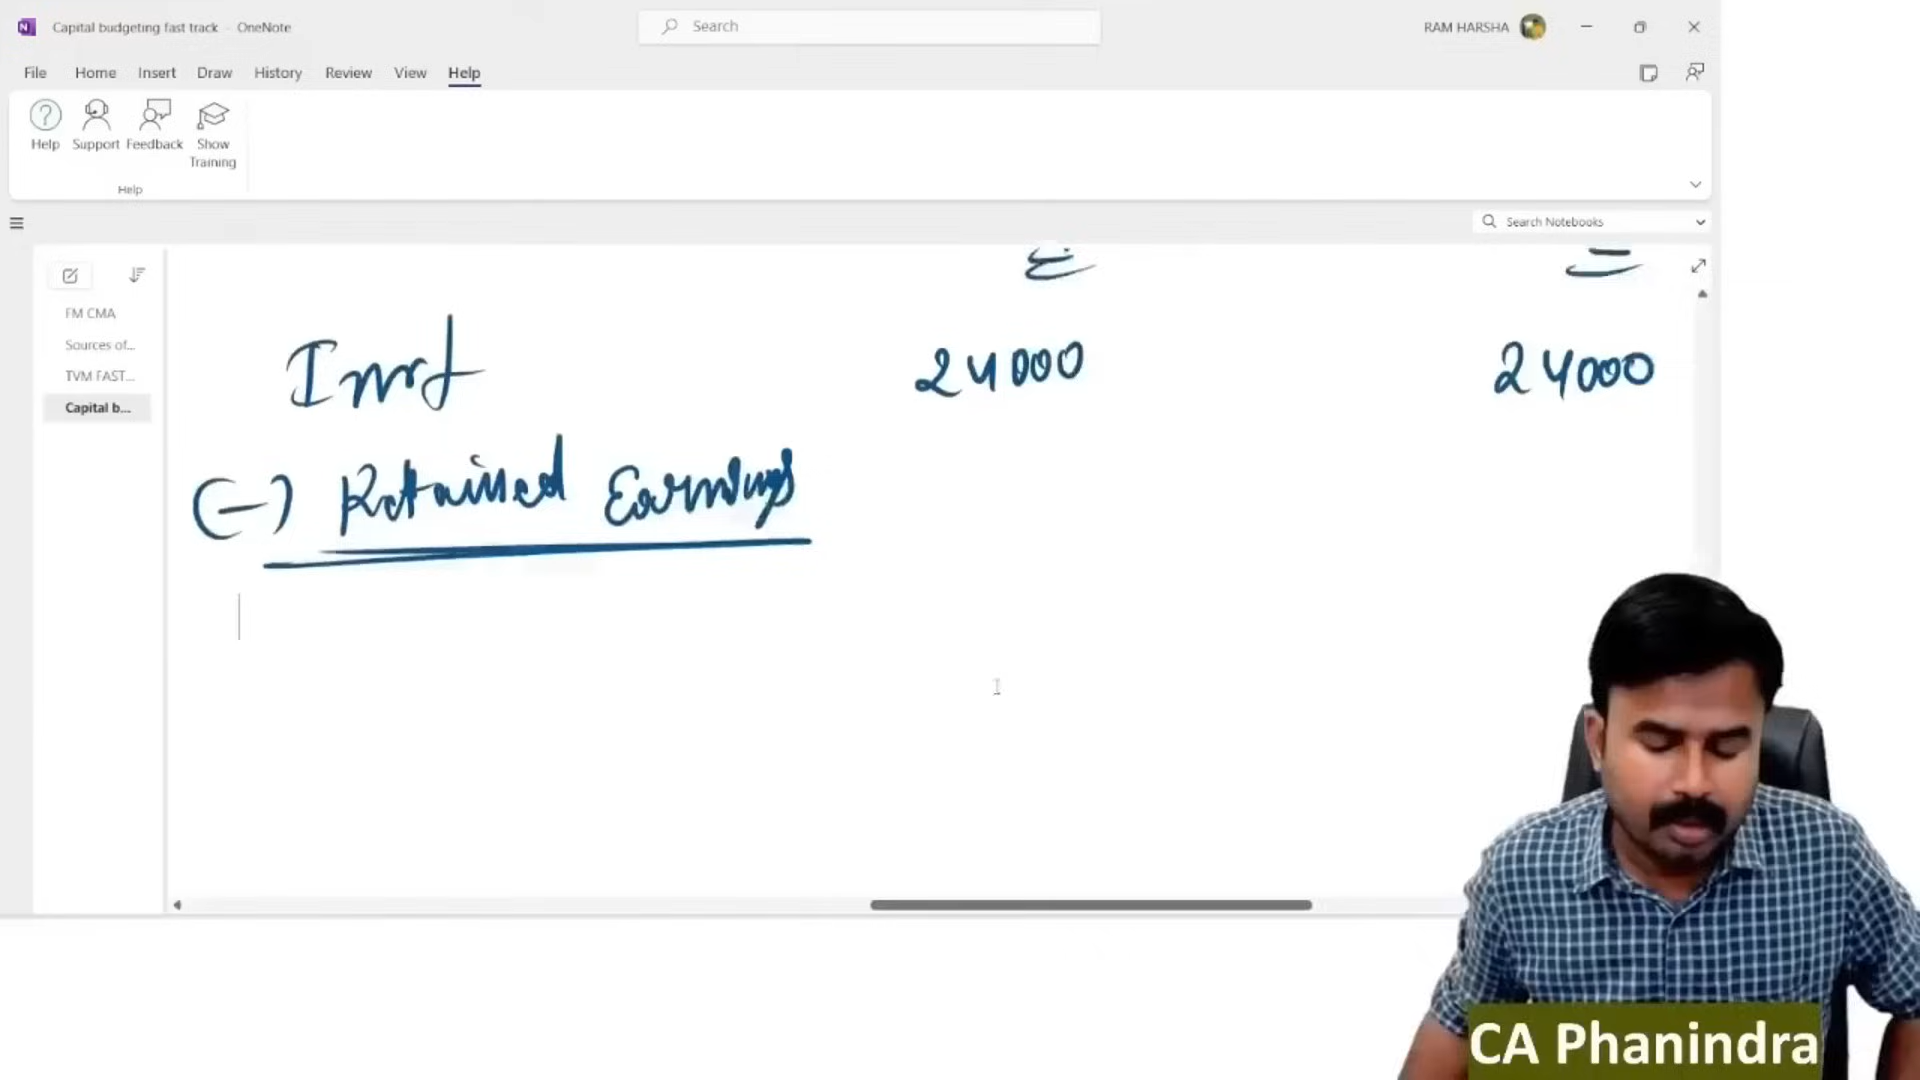 Capital budgeting fast track - OneNote
Search
RAM HARSHA
File Home Insert Draw History Review View Help
Help Support Feedback Show Training
Help
Search Notebooks
FM CMA
Sources of...
TVM FAST...
Capital b...
24000 24000
(-) Retained Earnings
CA Phanindra